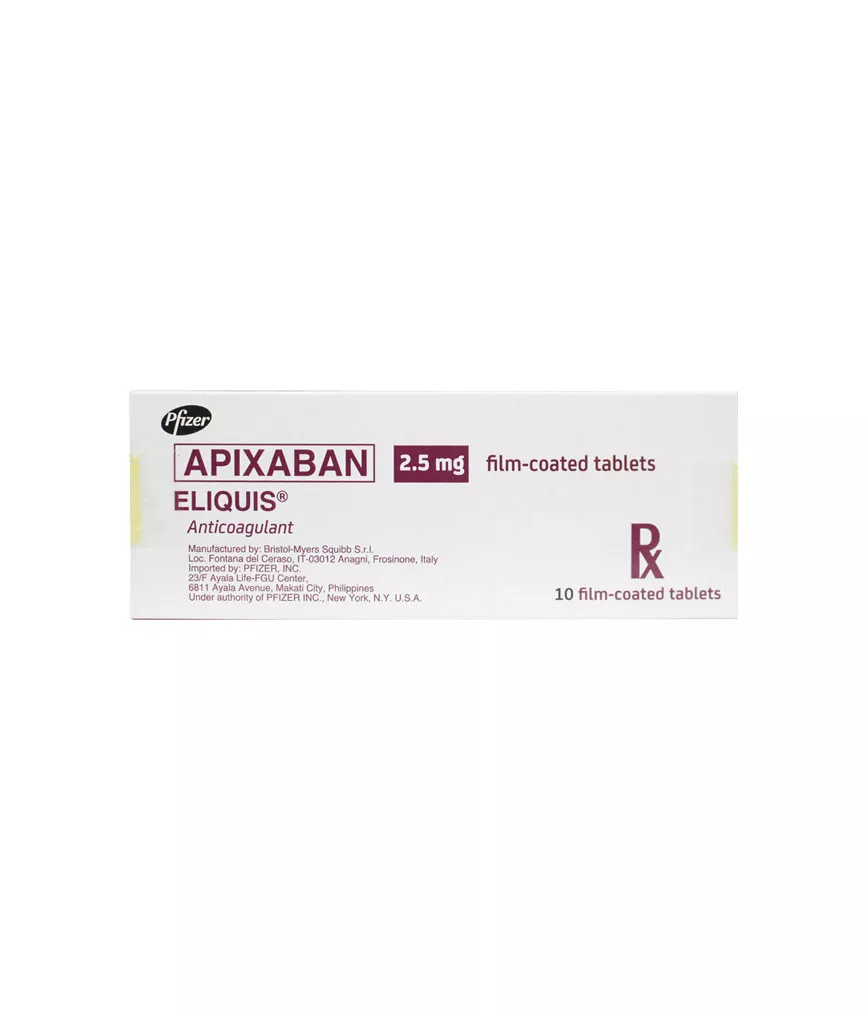 Pfizer
APIXABAN 2.5 mg film-coated tablets
ELIQUIS®
Anticoagulant
Manufactured by: Bristol-Myers Squibb S.r.l.
Loc. Fontana del Ceraso, IT-03012 Anagni, Frosinone, Italy
Imported by: PFIZER, INC.
23/F Ayala Life-FGU Center,
6811 Ayala Avenue, Makati City, Philippines
Under authority of PFIZER INC., New York, N.Y. U.S.A.
Rx
10 film-coated tablets